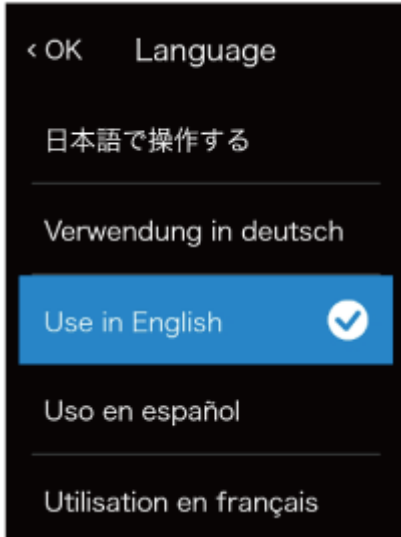 < OK Language
日本語で操作する
Verwendung in deutsch
Use in English
Uso en español
Utilisation en français